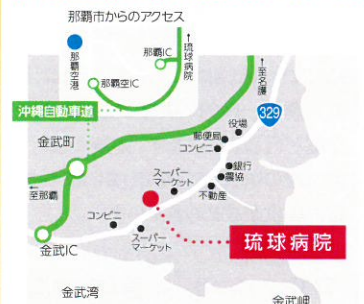 那覇市からのアクセス
那覇IC
↑琉球病院
那覇空港
那覇空IC
↑至名護
沖縄自動車道
329
役場
郵便局
コンビニ
金武町
銀行
農協
スーパー
マーケット
不動産
←
至那覇
コンビニ
スーパー
マーケット
琉球病院
金武IC
金武湾
金武岬